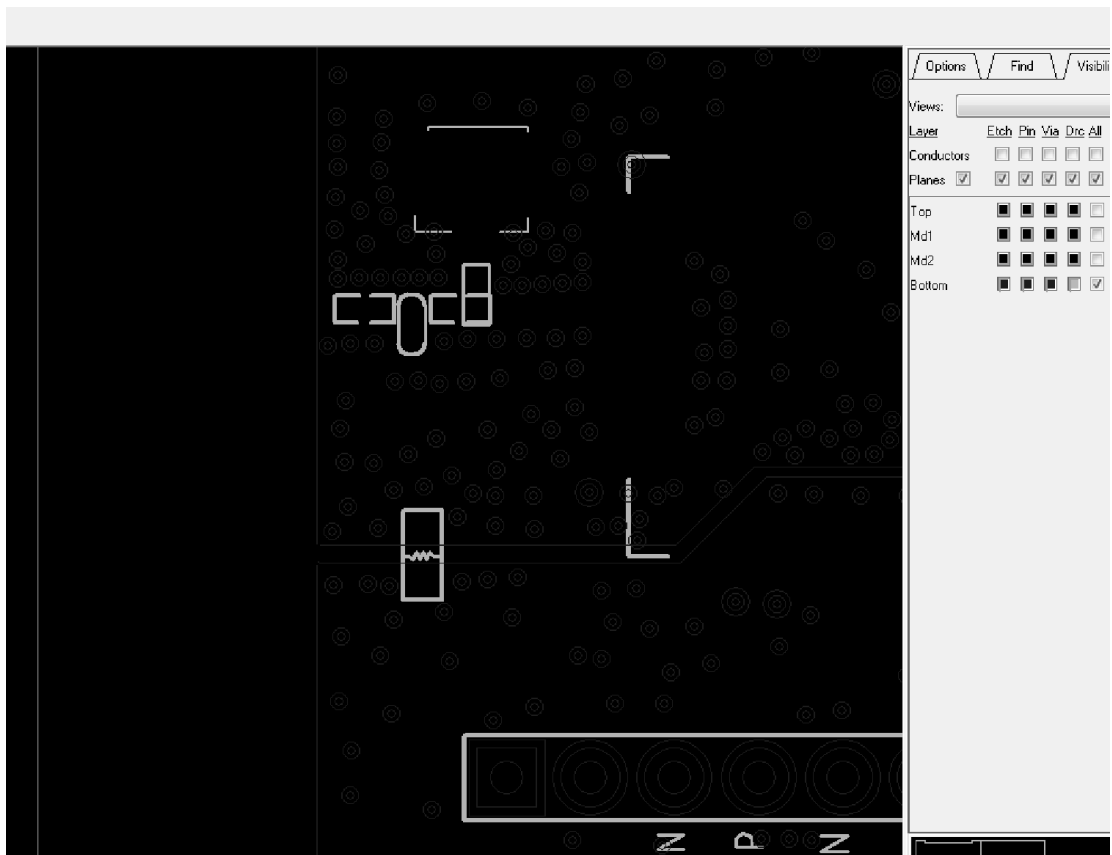 Options Find Visibili
Views:
Layer Etch Pin Via Drc All
Conductors
Planes
Top
Md1
Md2
Bottom
N P N